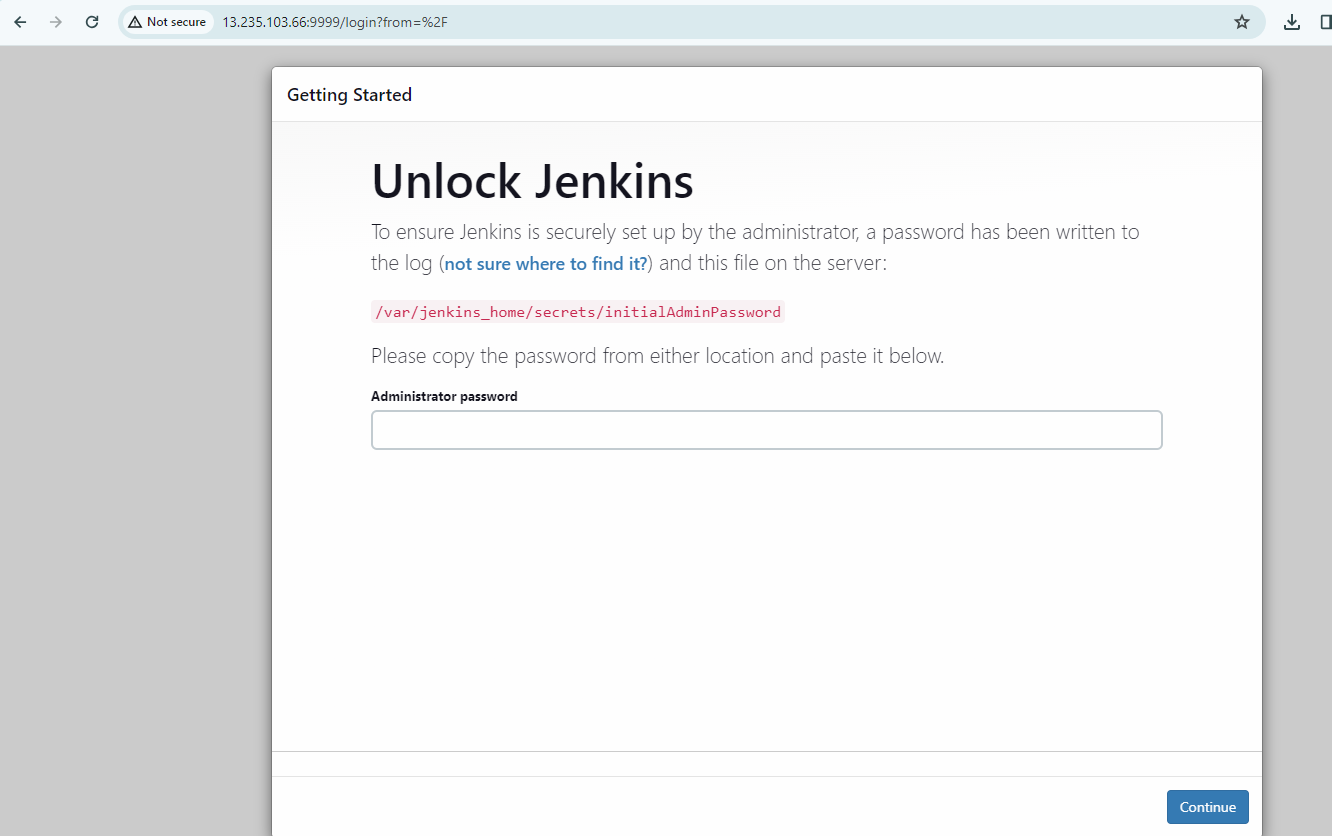 Not secure
13.235.103.66:9999/login?from=%2F
Getting Started
Unlock Jenkins
To ensure Jenkins is securely set up by the administrator, a password has been written to
the log (not sure where to find it?) and this file on the server:
/var/jenkins_home/secrets/initialAdminPassword
Please copy the password from either location and paste it below.
Administrator password
Continue